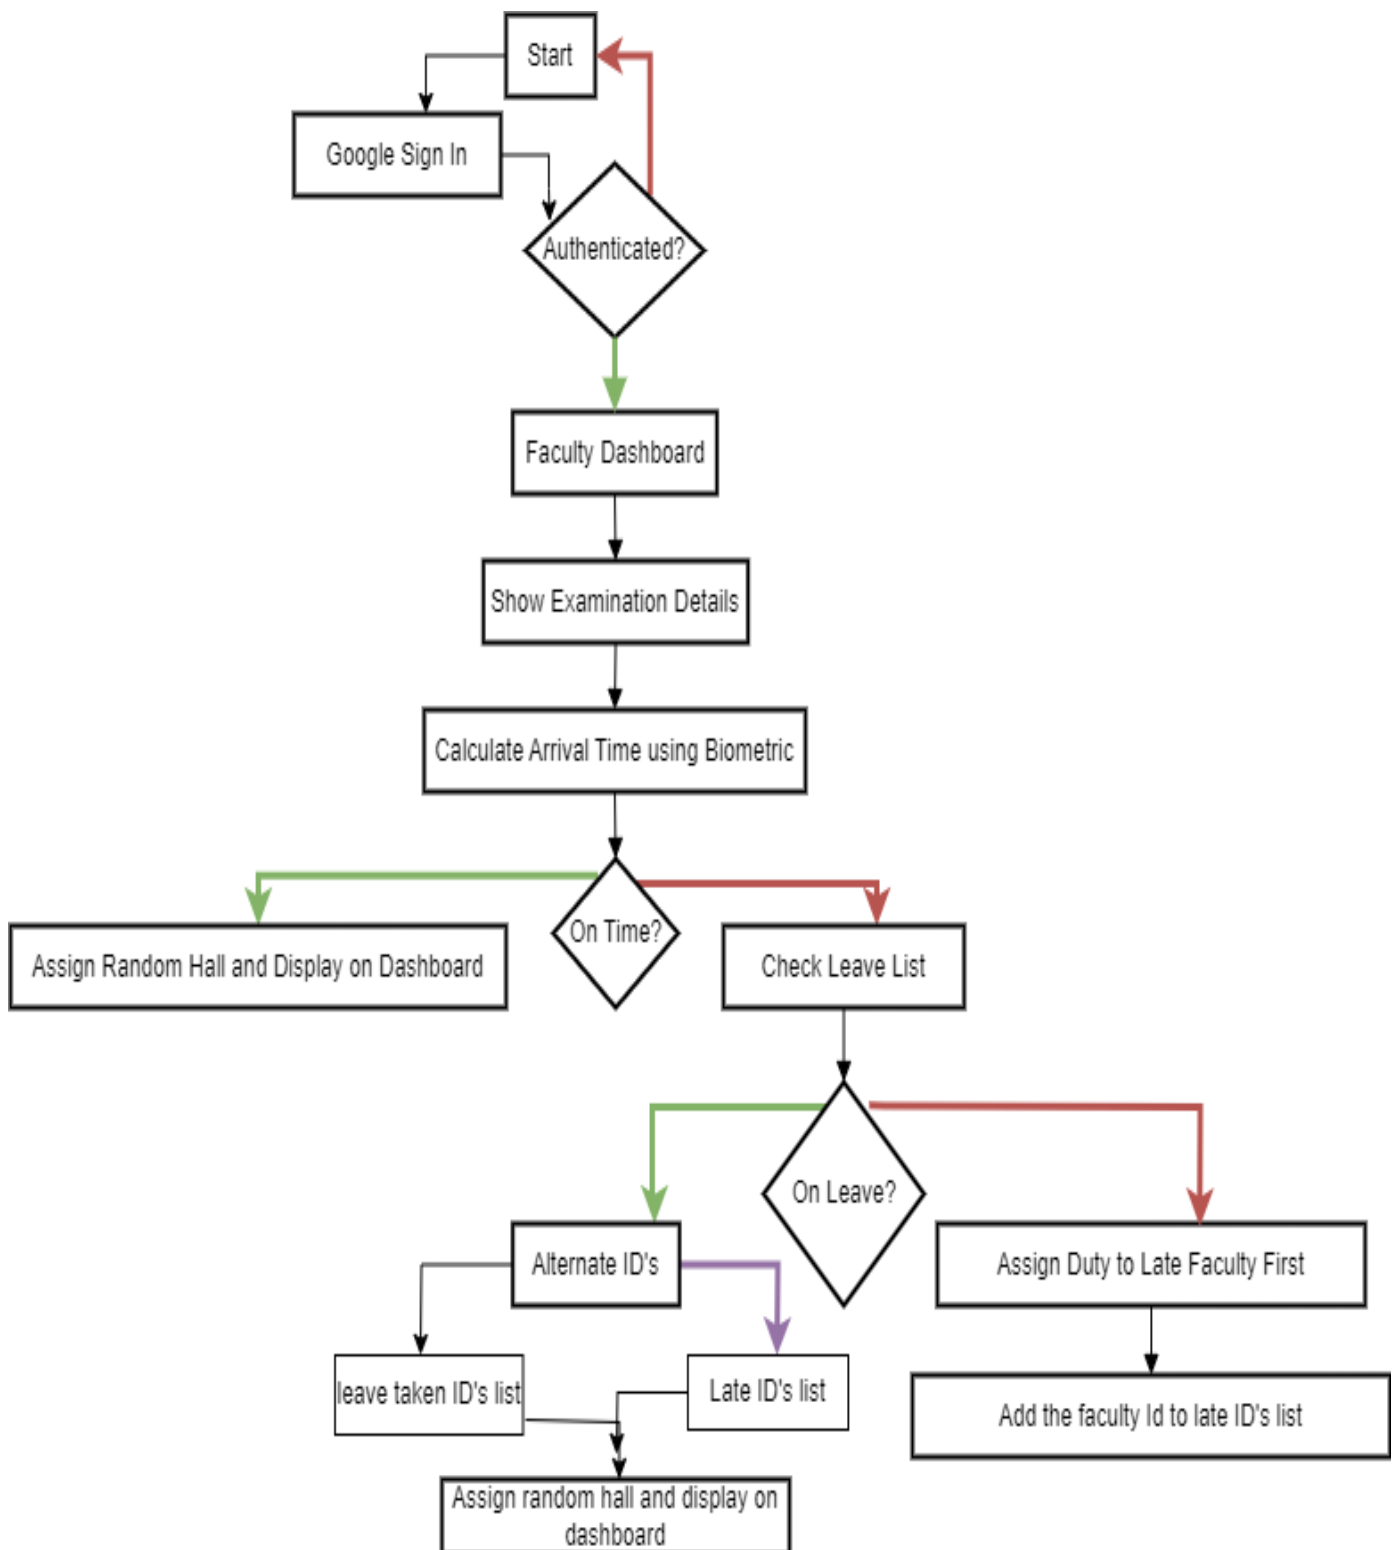 Start
Google Sign In
Authenticated?
Faculty Dashboard
Show Examination Details
Calculate Arrival Time using Biometric
On Time?
Assign Random Hall and Display on Dashboard
Check Leave List
On Leave?
Alternate ID's
Assign Duty to Late Faculty First
leave taken ID's list
Late ID's list
Add the faculty Id to late ID's list
Assign random hall and display on
dashboard